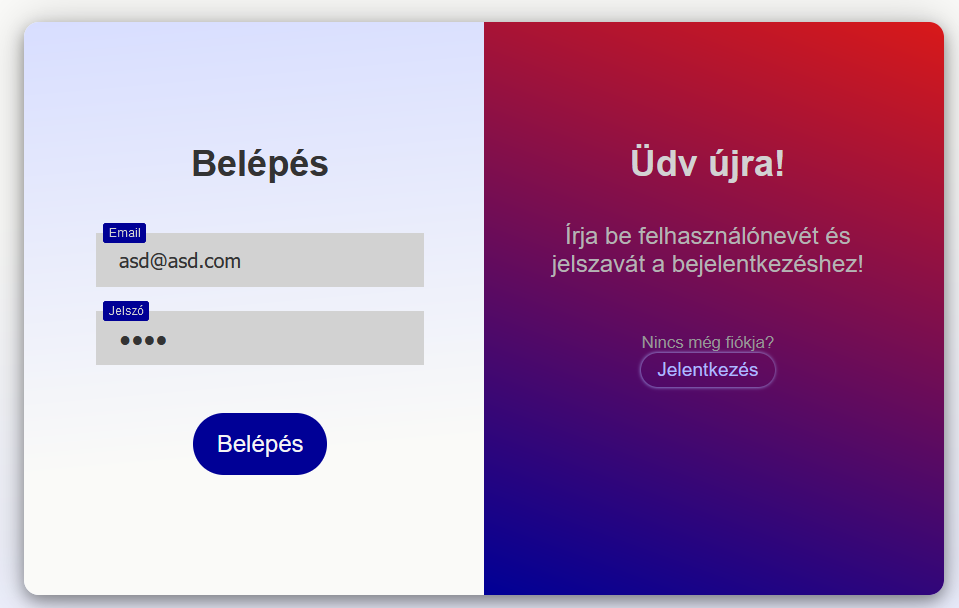 Belépés
Email
asd@asd.com
Jelszó
••••
Belépés
Üdv újra!
Írja be felhasználónevét és
jelszavát a bejelentkezéshez!
Nincs még fiókja?
Jelentkezés